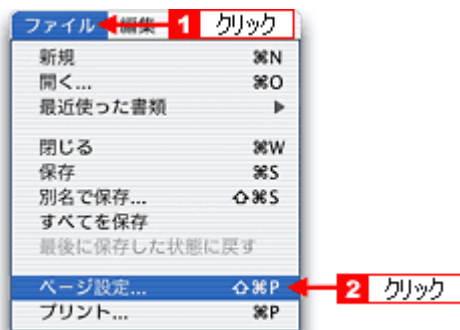 ファイル 編集 1 クリック
新規 ⌘N
開く... ⌘O
最近使った書類 ▶
閉じる ⌘W
保存 ⌘S
別名で保存... ⇧⌘S
すべてを保存
最後に保存した状態に戻す
ページ設定... ⇧⌘P 2 クリック
プリント... ⌘P